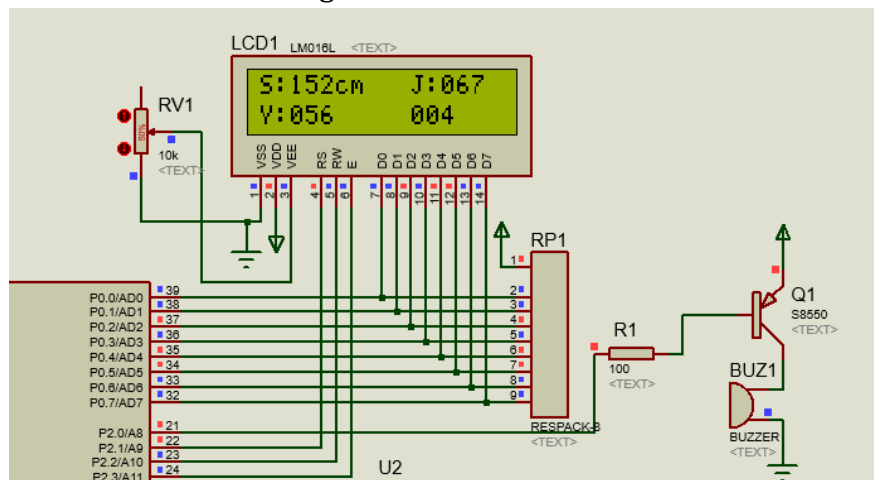 LCD1 LM016L <TEXT>
S:152cm J:067
Y:056 004
RV1
50%
10k
<TEXT>
VSS VDD VEE RS RW E D0 D1 D2 D3 D4 D5 D6 D7
1 2 3 4 5 6 7 8 9 10 11 12 13 14
RP1
1
P0.0/AD0 39 2
P0.1/AD1 38 3
P0.2/AD2 37 4
P0.3/AD3 36 5
P0.4/AD4 35 6
P0.5/AD5 34 7
P0.6/AD6 33 8
P0.7/AD7 32 9
RESPACK-8
<TEXT>
P2.0/A8 21
P2.1/A9 22
P2.2/A10 23
P2.3/A11 24
U2
R1
100
<TEXT>
Q1
S8550
<TEXT>
BUZ1
BUZZER
<TEXT>